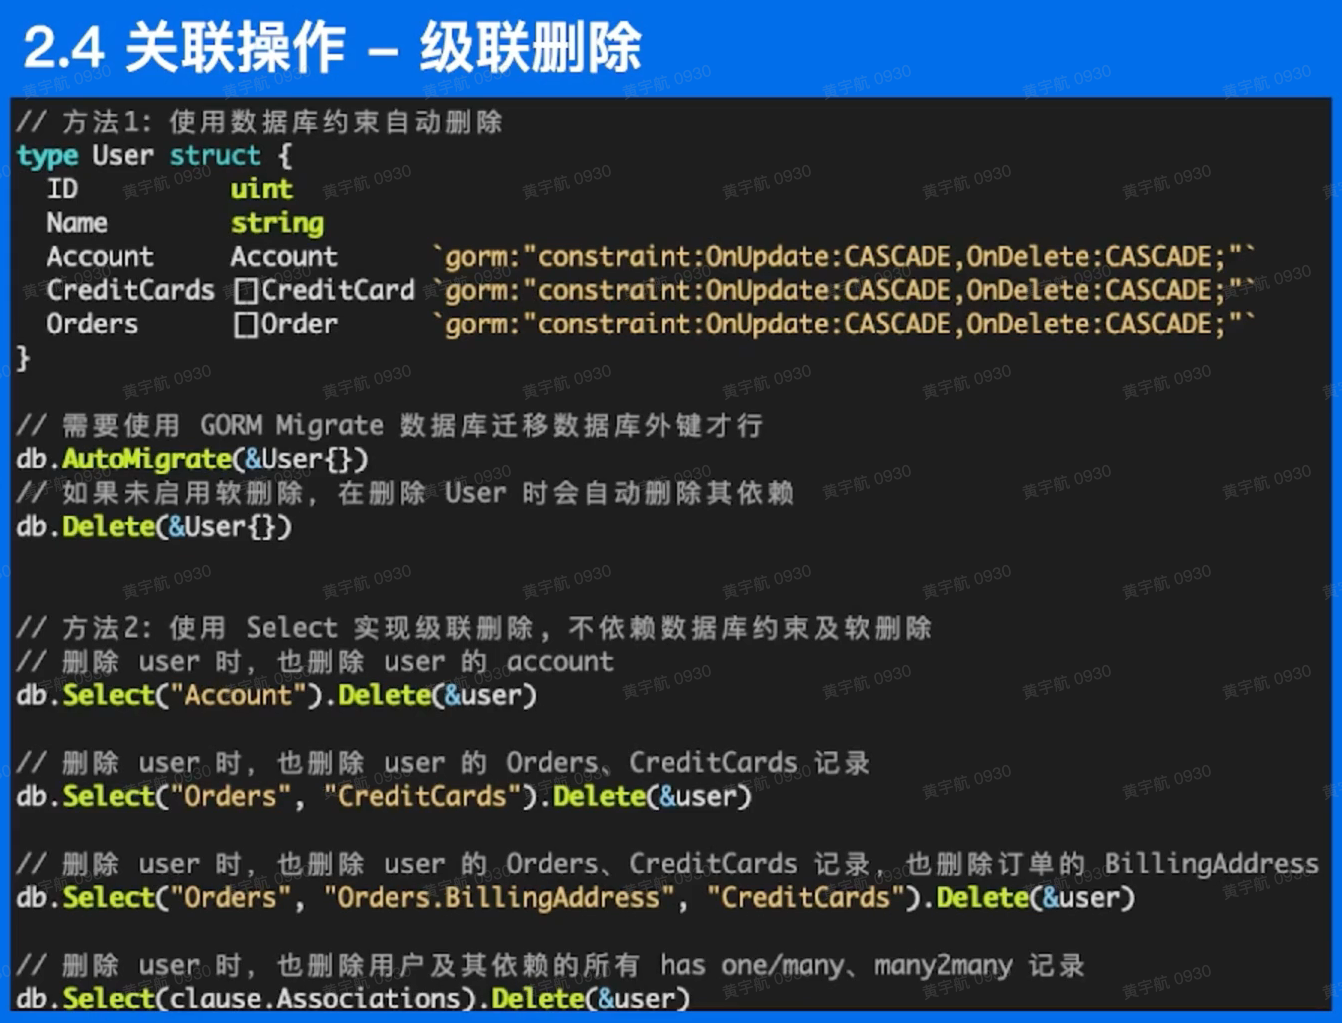 2.4 关联操作 - 级联删除
// 方法1: 使用数据库约束自动删除
type User struct {
  ID          uint
  Name        string
  Account     Account      `gorm:"constraint:OnUpdate:CASCADE,OnDelete:CASCADE;"`
  CreditCards []CreditCard `gorm:"constraint:OnUpdate:CASCADE,OnDelete:CASCADE;"`
  Orders      []Order      `gorm:"constraint:OnUpdate:CASCADE,OnDelete:CASCADE;"`
}
// 需要使用 GORM Migrate 数据库迁移数据库外键才行
db.AutoMigrate(&User{})
// 如果未启用软删除, 在删除 User 时会自动删除其依赖
db.Delete(&User{})
// 方法2: 使用 Select 实现级联删除, 不依赖数据库约束及软删除
// 删除 user 时, 也删除 user 的 account
db.Select("Account").Delete(&user)
// 删除 user 时, 也删除 user 的 Orders、CreditCards 记录
db.Select("Orders", "CreditCards").Delete(&user)
// 删除 user 时, 也删除 user 的 Orders、CreditCards 记录, 也删除订单的 BillingAddress
db.Select("Orders", "Orders.BillingAddress", "CreditCards").Delete(&user)
// 删除 user 时, 也删除用户及其依赖的所有 has one/many、many2many 记录
db.Select(clause.Associations).Delete(&user)
黄宇航 0930